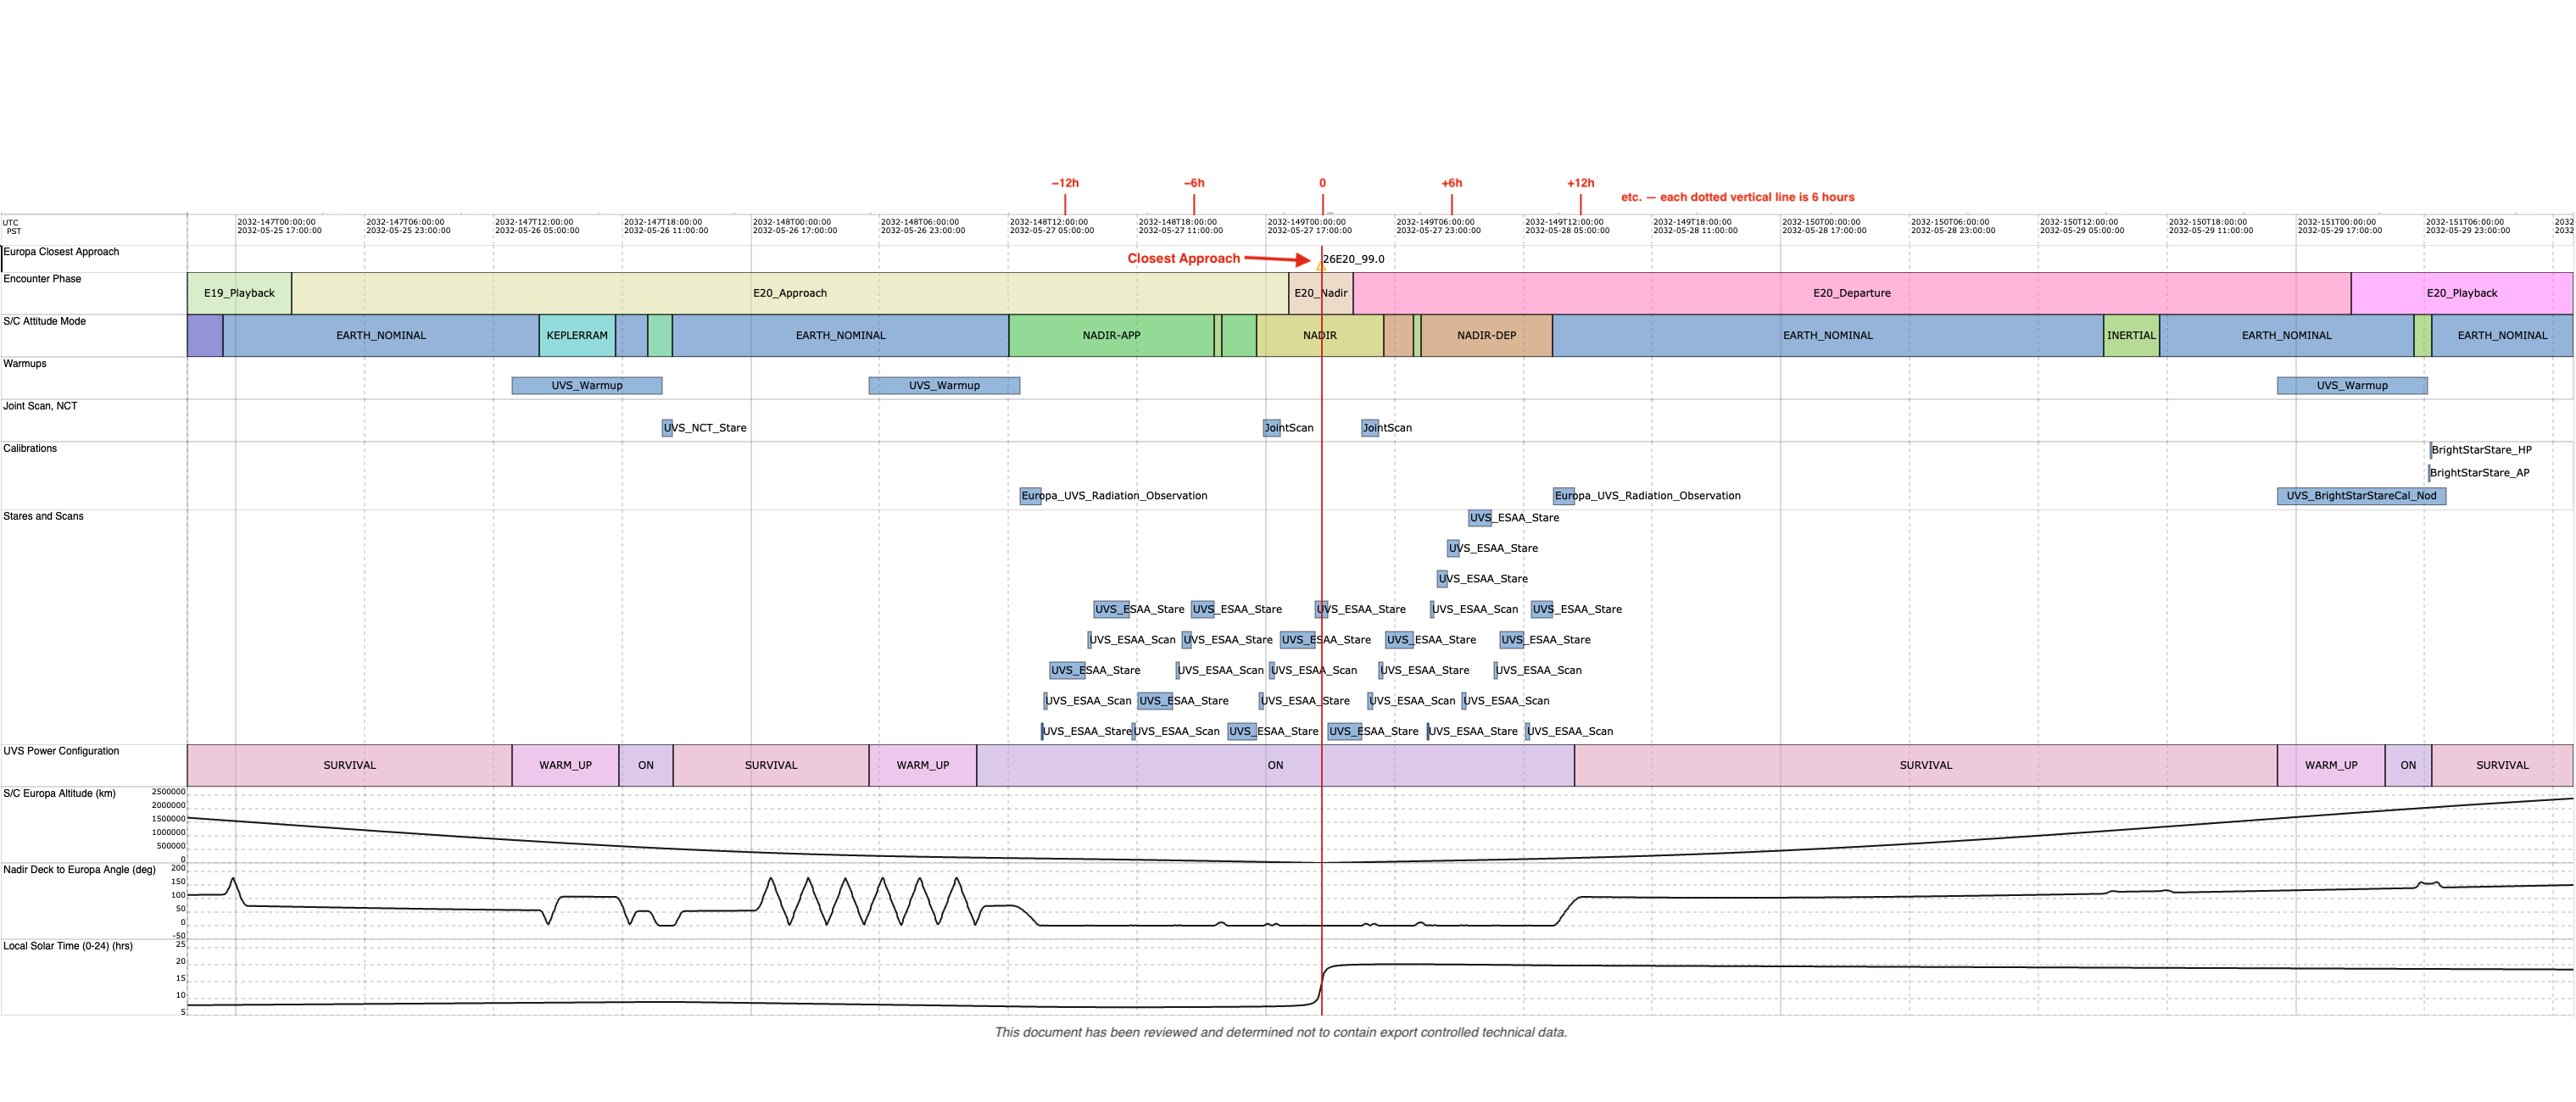 −12h −6h 0 +6h +12h etc. — each dotted vertical line is 6 hours
UTC 2032-147T00:00:00 2032-147T06:00:00 2032-147T12:00:00 2032-147T18:00:00 2032-148T00:00:00 2032-148T06:00:00 2032-148T12:00:00 2032-148T18:00:00 2032-149T00:00:00 2032-149T06:00:00 2032-149T12:00:00 2032-149T18:00:00 2032-150T00:00:00 2032-150T06:00:00 2032-150T12:00:00 2032-150T18:00:00 2032-151T00:00:00 2032-151T06:00:00 2032
PST 2032-05-25 17:00:00 2032-05-25 23:00:00 2032-05-26 05:00:00 2032-05-26 11:00:00 2032-05-26 17:00:00 2032-05-26 23:00:00 2032-05-27 05:00:00 2032-05-27 11:00:00 2032-05-27 17:00:00 2032-05-27 23:00:00 2032-05-28 05:00:00 2032-05-28 11:00:00 2032-05-28 17:00:00 2032-05-28 23:00:00 2032-05-29 05:00:00 2032-05-29 11:00:00 2032-05-29 17:00:00 2032-05-29 23:00:00 2032
Europa Closest Approach
Closest Approach 26E20_99.0
Encounter Phase
E19_Playback E20_Approach E20_Nadir E20_Departure E20_Playback
S/C Attitude Mode
EARTH_NOMINAL KEPLERRAM EARTH_NOMINAL NADIR-APP NADIR NADIR-DEP EARTH_NOMINAL INERTIAL EARTH_NOMINAL EARTH_NOMINAL
Warmups
UVS_Warmup UVS_Warmup UVS_Warmup
Joint Scan, NCT
UVS_NCT_Stare JointScan JointScan
Calibrations
BrightStarStare_HP
BrightStarStare_AP
Europa_UVS_Radiation_Observation Europa_UVS_Radiation_Observation UVS_BrightStarStareCal_Nod
Stares and Scans
UVS_ESAA_Stare
UVS_ESAA_Stare
UVS_ESAA_Stare
UVS_ESAA_Stare UVS_ESAA_Stare UVS_ESAA_Stare UVS_ESAA_Scan UVS_ESAA_Stare
UVS_ESAA_Scan UVS_ESAA_Stare UVS_ESAA_Stare UVS_ESAA_Stare UVS_ESAA_Stare
UVS_ESAA_Stare UVS_ESAA_Scan UVS_ESAA_Scan UVS_ESAA_Stare UVS_ESAA_Scan
UVS_ESAA_Scan UVS_ESAA_Stare UVS_ESAA_Stare UVS_ESAA_Scan UVS_ESAA_Scan
UVS_ESAA_Stare UVS_ESAA_Scan UVS_ESAA_Stare UVS_ESAA_Stare UVS_ESAA_Stare UVS_ESAA_Scan
UVS Power Configuration
SURVIVAL WARM_UP ON SURVIVAL WARM_UP ON SURVIVAL WARM_UP ON SURVIVAL
S/C Europa Altitude (km) 2500000
2000000
1500000
1000000
500000
0
Nadir Deck to Europa Angle (deg) 200
150
100
50
0
-50
Local Solar Time (0-24) (hrs) 25
20
15
10
5
This document has been reviewed and determined not to contain export controlled technical data.